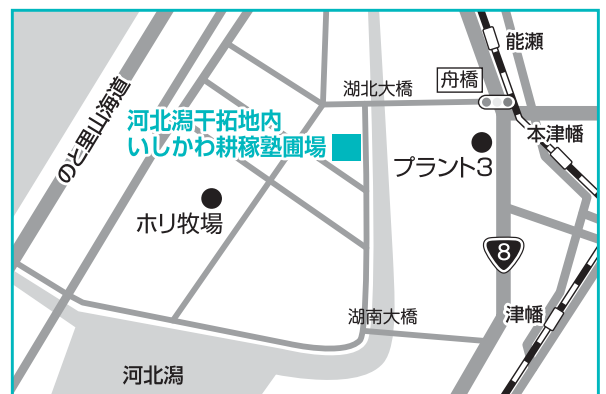 能瀬
舟橋
湖北大橋
のと里山海道
河北潟干拓地内
いしかわ耕稼塾圃場
本津幡
プラント3
ホリ牧場
8
湖南大橋
津幡
河北潟